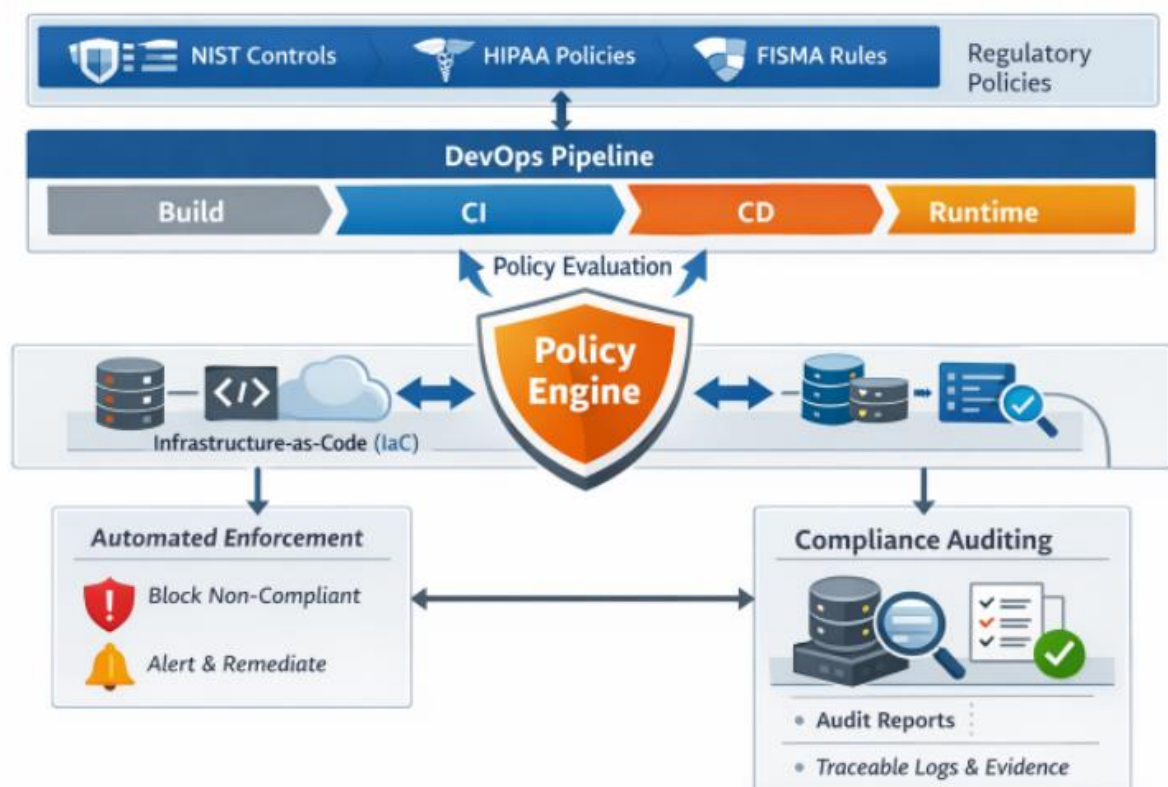 NIST Controls
HIPAA Policies
FISMA Rules
Regulatory
Policies
DevOps Pipeline
Build
CI
CD
Runtime
Policy Evaluation
Policy
Engine
</>
Infrastructure-as-Code (IaC)
Automated Enforcement
Block Non-Compliant
Alert & Remediate
Compliance Auditing
• Audit Reports
• Traceable Logs & Evidence